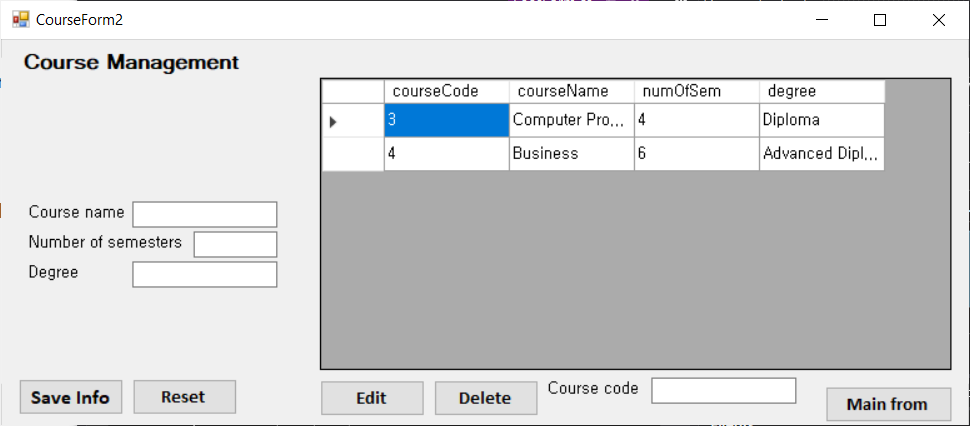 CourseForm2
Course Management
courseCode courseName numOfSem degree
3 Computer Pro... 4 Diploma
4 Business 6 Advanced Dipl...
Course name
Number of semesters
Degree
Save Info Reset Edit Delete Course code Main from